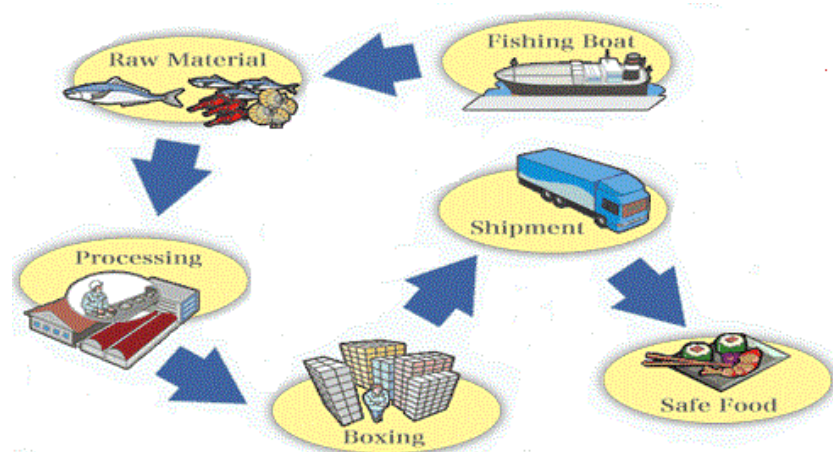 Fishing Boat
Raw Material
Processing
Boxing
Shipment
Safe Food